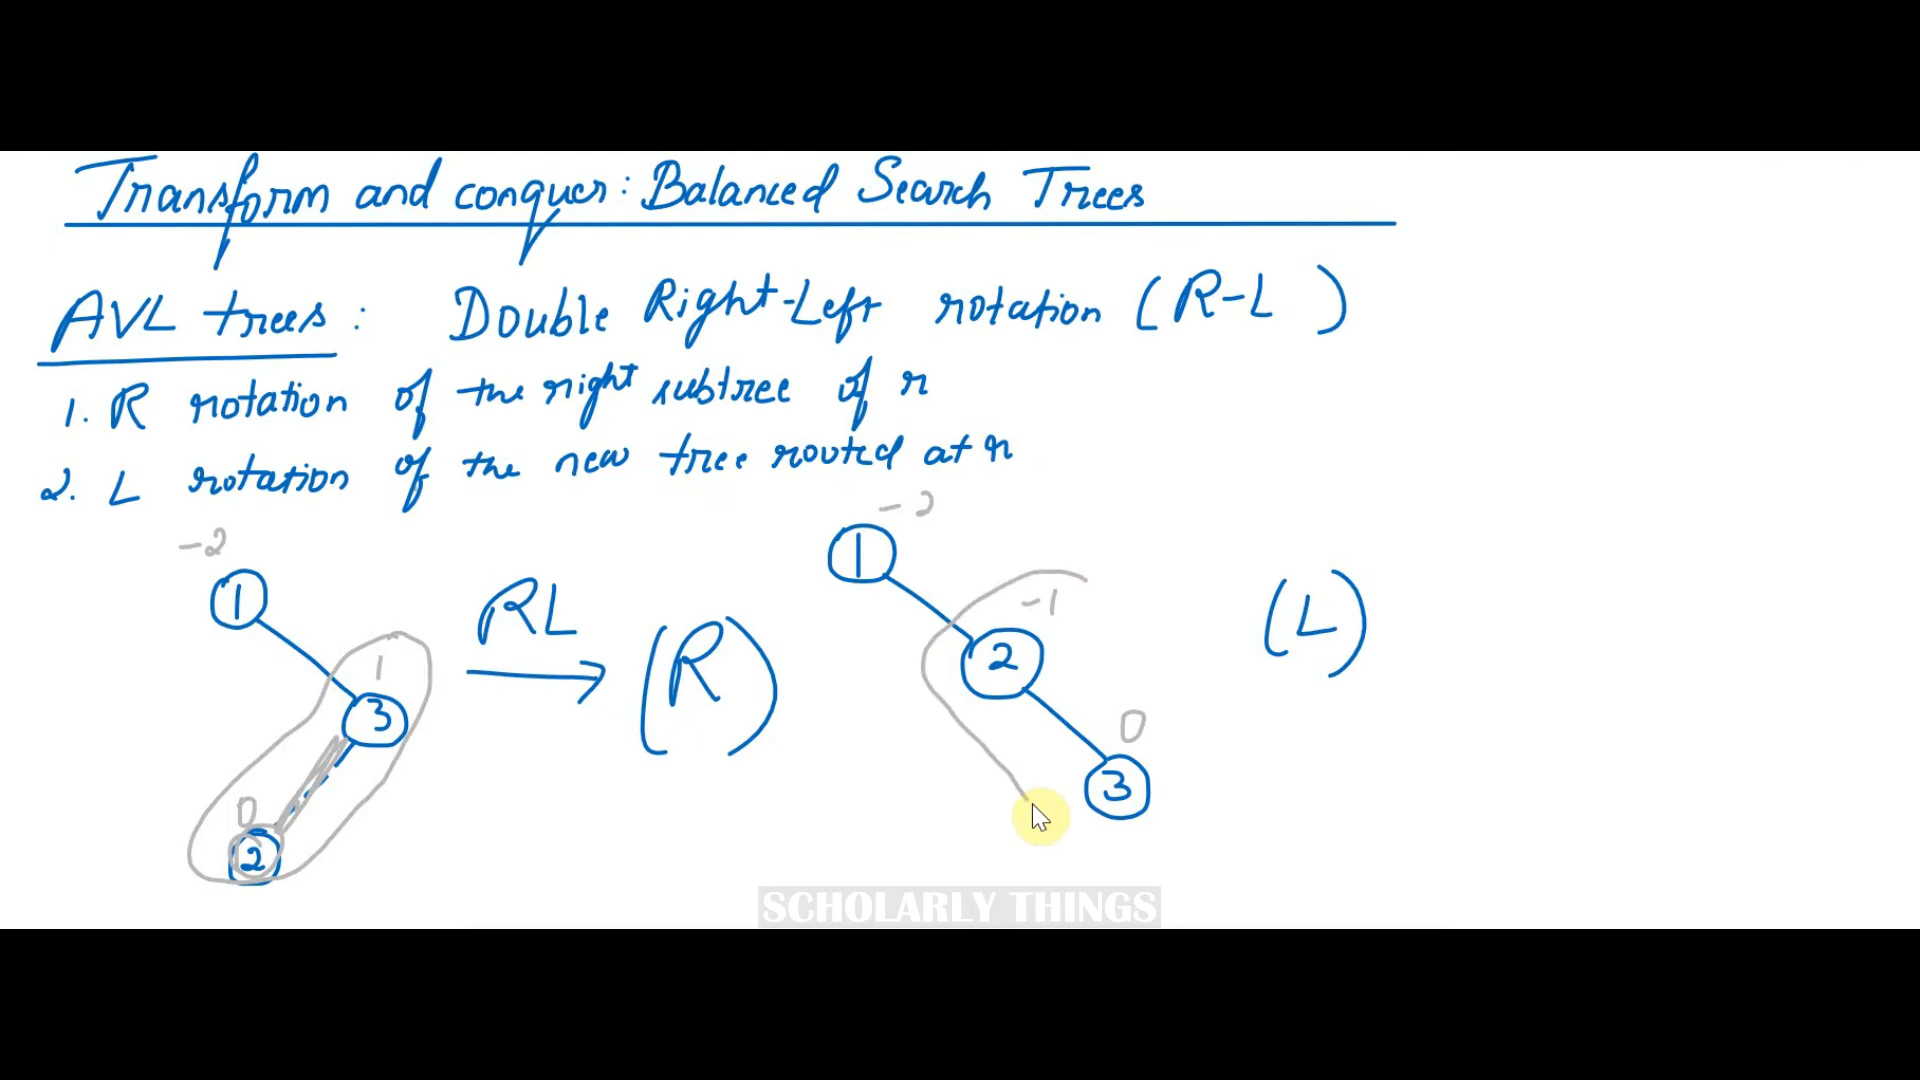 Transform and conquer: Balanced Search Trees
AVL trees: Double Right-Left rotation (R-L)
1. R rotation of the right subtree of r
2. L rotation of the new tree routed at r
-2
-2
1
1
RL
(R)
-1
(L)
1
2
3
0
0
3
2
SCHOLARLY THINGS